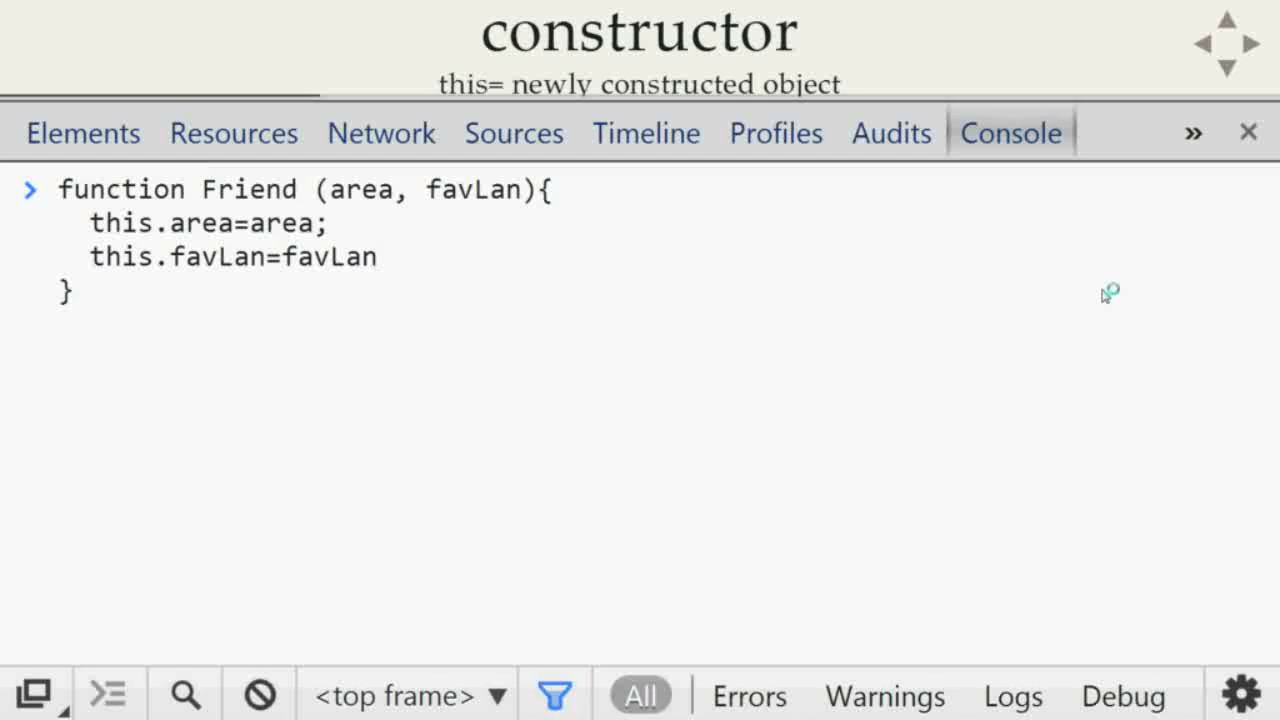 constructor
this= newly constructed object
Elements Resources Network Sources Timeline Profiles Audits Console » ×
> function Friend (area, favLan){
this.area=area;
this.favLan=favLan
}
<top frame> ▼ All Errors Warnings Logs Debug